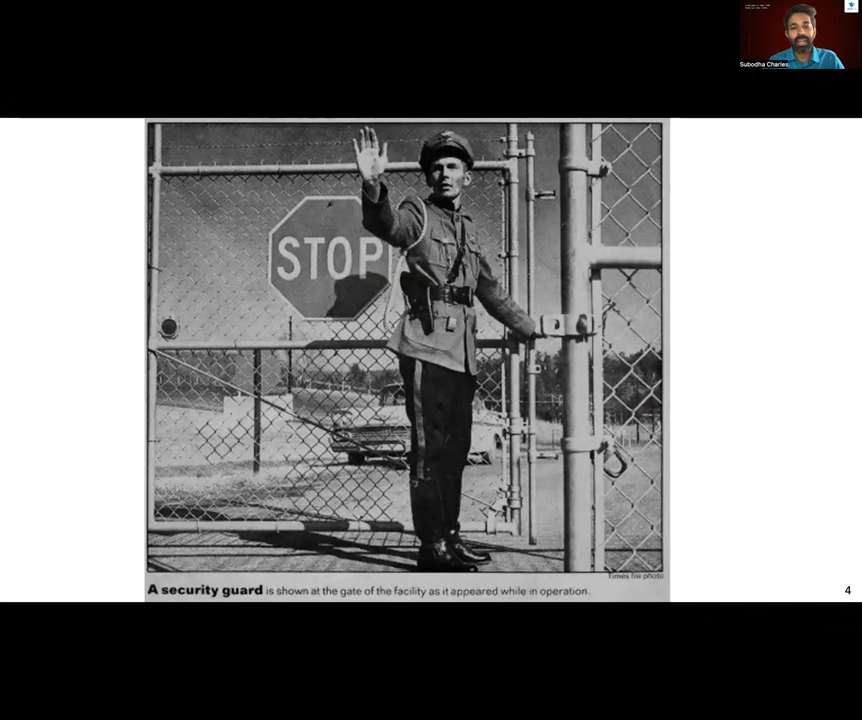 Subodha Charles
STOP
Times file photo
A security guard is shown at the gate of the facility as it appeared while in operation.
4